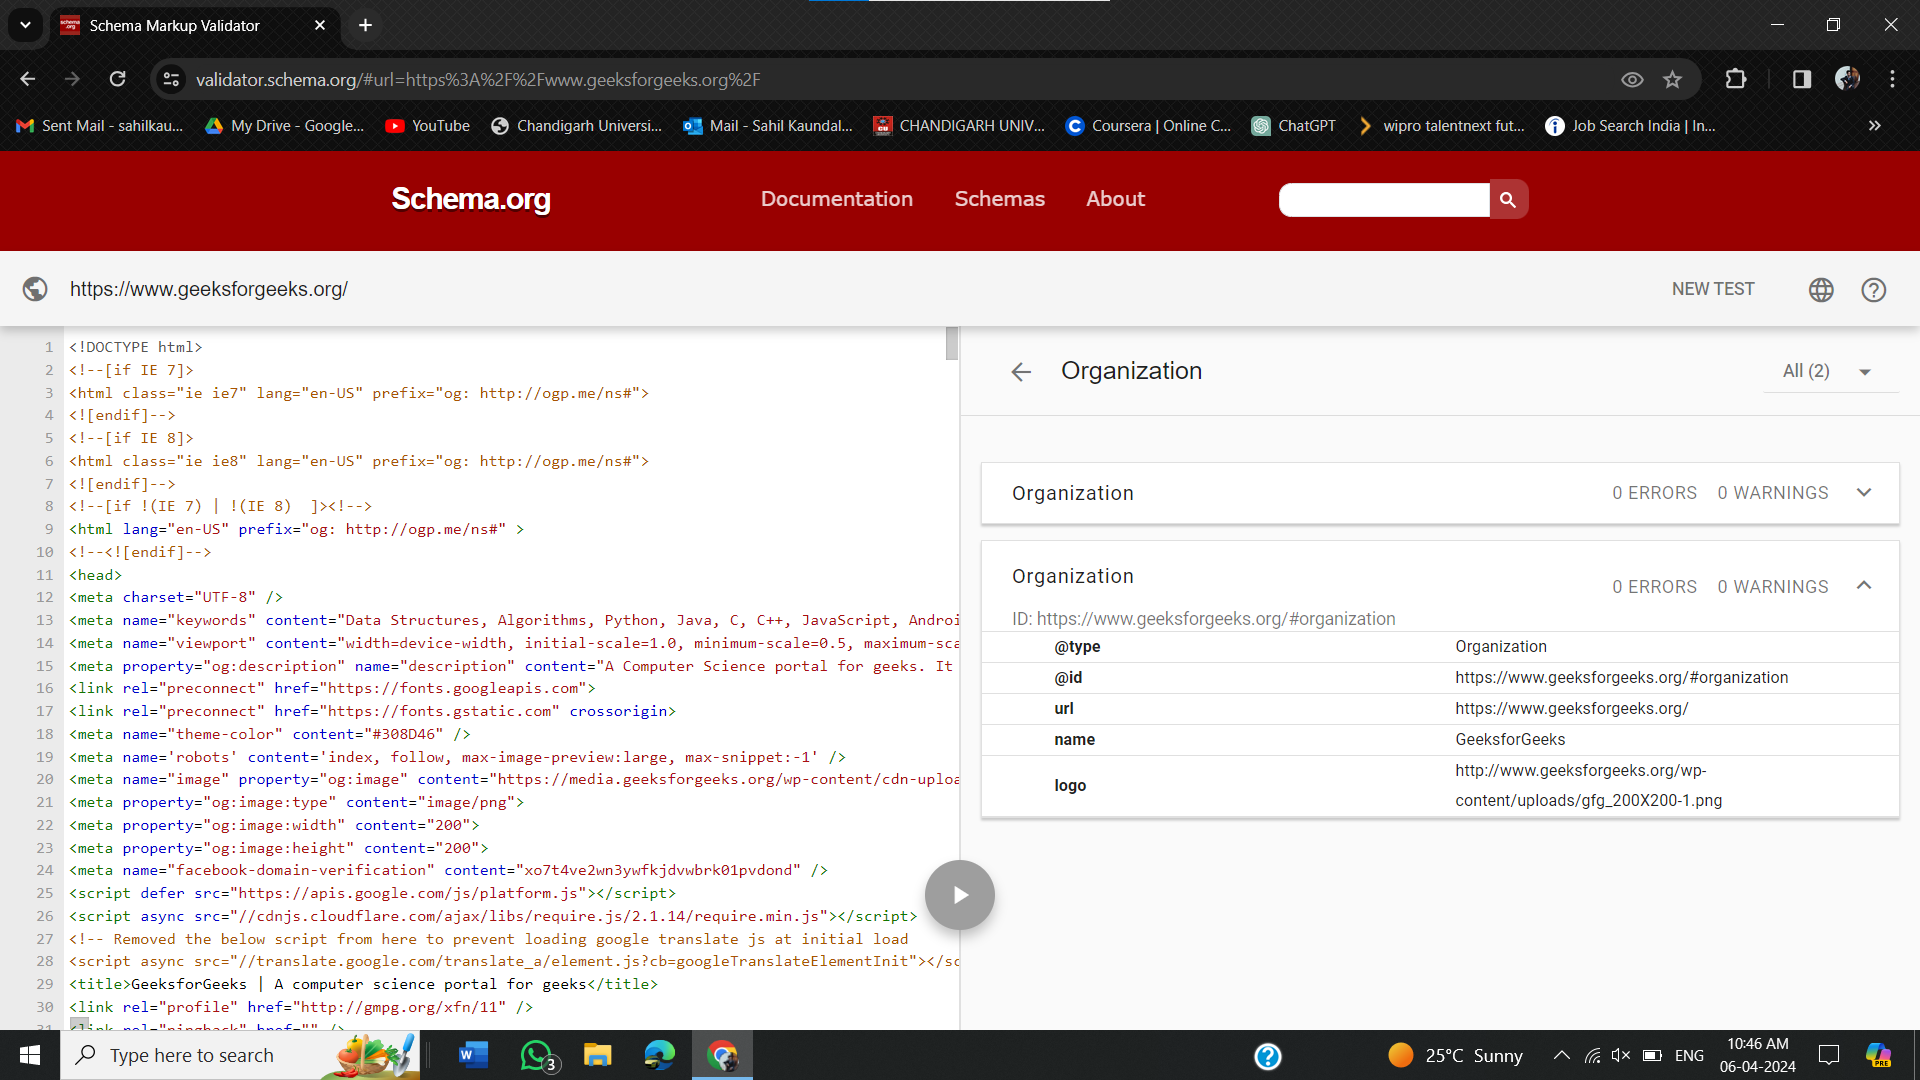 Schema Markup Validator
validator.schema.org/#url=https%3A%2F%2Fwww.geeksforgeeks.org%2F
Sent Mail - sahilkau... My Drive - Google... YouTube Chandigarh Universi... Mail - Sahil Kaundal... CHANDIGARH UNIV... Coursera | Online C... ChatGPT wipro talentnext fut... Job Search India | In...
Schema.org Documentation Schemas About
https://www.geeksforgeeks.org/ NEW TEST
1 <!DOCTYPE html>
2 <!--[if IE 7]>
3 <html class="ie ie7" lang="en-US" prefix="og: http://ogp.me/ns#">
4 <![endif]-->
5 <!--[if IE 8]>
6 <html class="ie ie8" lang="en-US" prefix="og: http://ogp.me/ns#">
7 <![endif]-->
8 <!--[if !(IE 7) | !(IE 8)  ]><!-->
9 <html lang="en-US" prefix="og: http://ogp.me/ns#" >
10 <!--<![endif]-->
11 <head>
12 <meta charset="UTF-8" />
13 <meta name="keywords" content="Data Structures, Algorithms, Python, Java, C, C++, JavaScript, Androi
14 <meta name="viewport" content="width=device-width, initial-scale=1.0, minimum-scale=0.5, maximum-sca
15 <meta property="og:description" name="description" content="A Computer Science portal for geeks. It
16 <link rel="preconnect" href="https://fonts.googleapis.com">
17 <link rel="preconnect" href="https://fonts.gstatic.com" crossorigin>
18 <meta name="theme-color" content="#308D46" />
19 <meta name='robots' content='index, follow, max-image-preview:large, max-snippet:-1' />
20 <meta name="image" property="og:image" content="https://media.geeksforgeeks.org/wp-content/cdn-uploa
21 <meta property="og:image:type" content="image/png">
22 <meta property="og:image:width" content="200">
23 <meta property="og:image:height" content="200">
24 <meta name="facebook-domain-verification" content="xo7t4ve2wn3ywfkjdvwbrk01pvdond" />
25 <script defer src="https://apis.google.com/js/platform.js"></script>
26 <script async src="//cdnjs.cloudflare.com/ajax/libs/require.js/2.1.14/require.min.js"></script>
27 <!-- Removed the below script from here to prevent loading google translate js at initial load
28 <script async src="//translate.google.com/translate_a/element.js?cb=googleTranslateElementInit"></sc
29 <title>GeeksforGeeks | A computer science portal for geeks</title>
30 <link rel="profile" href="http://gmpg.org/xfn/11" />
31 <link rel="pingback" href="" />
Organization All (2)
Organization 0 ERRORS 0 WARNINGS
Organization 0 ERRORS 0 WARNINGS
ID: https://www.geeksforgeeks.org/#organization
@type Organization
@id https://www.geeksforgeeks.org/#organization
url https://www.geeksforgeeks.org/
name GeeksforGeeks
logo http://www.geeksforgeeks.org/wp-
content/uploads/gfg_200X200-1.png
Type here to search 3 25°C Sunny ENG 10:46 AM
06-04-2024
PRE